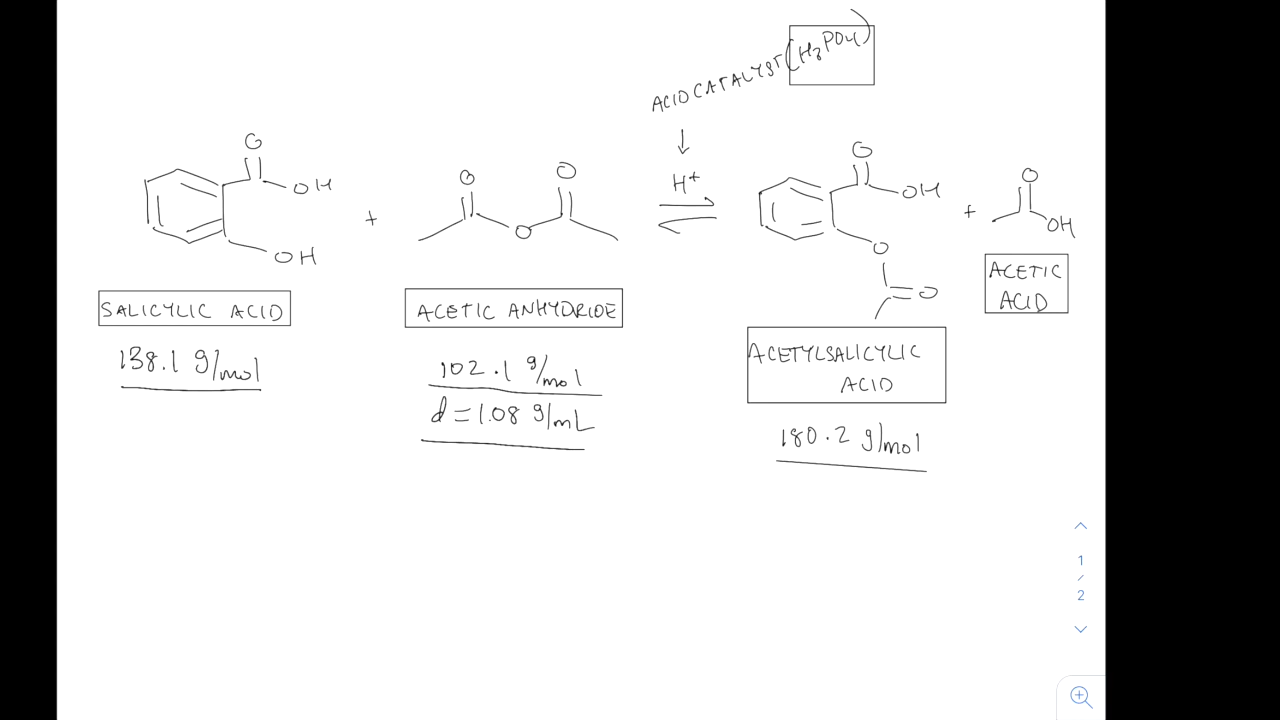 ACID CATALYST (H3PO4)
↓
H+
O
OH
OH
+
O
O
O
O
OH
O
O
+
O
OH
SALICYLIC ACID
138.1 g/mol
ACETIC ANHYDRIDE
102.1 g/mol
d = 1.08 g/mL
ACETYLSALICYLIC
ACID
180.2 g/mol
ACETIC
ACID
1
/
2